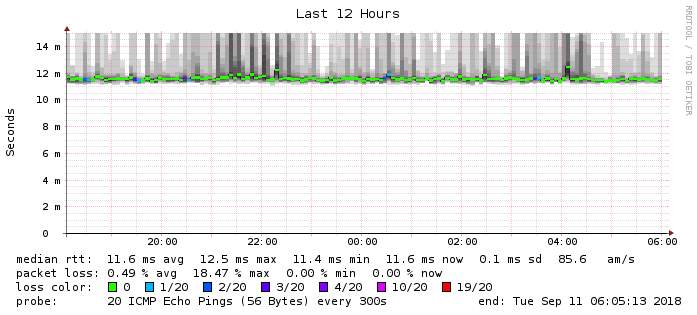 Last 12 Hours
RRDTOOL / TOBI OETIKER
Seconds
14 m
12 m
10 m
8 m
6 m
4 m
2 m
0
20:00 22:00 00:00 02:00 04:00 06:00
median rtt: 11.6 ms avg 12.5 ms max 11.4 ms min 11.6 ms now 0.1 ms sd 85.6 am/s
packet loss: 0.49 % avg 18.47 % max 0.00 % min 0.00 % now
loss color: 0 1/20 2/20 3/20 4/20 10/20 19/20
probe: 20 ICMP Echo Pings (56 Bytes) every 300s end: Tue Sep 11 06:05:13 2018